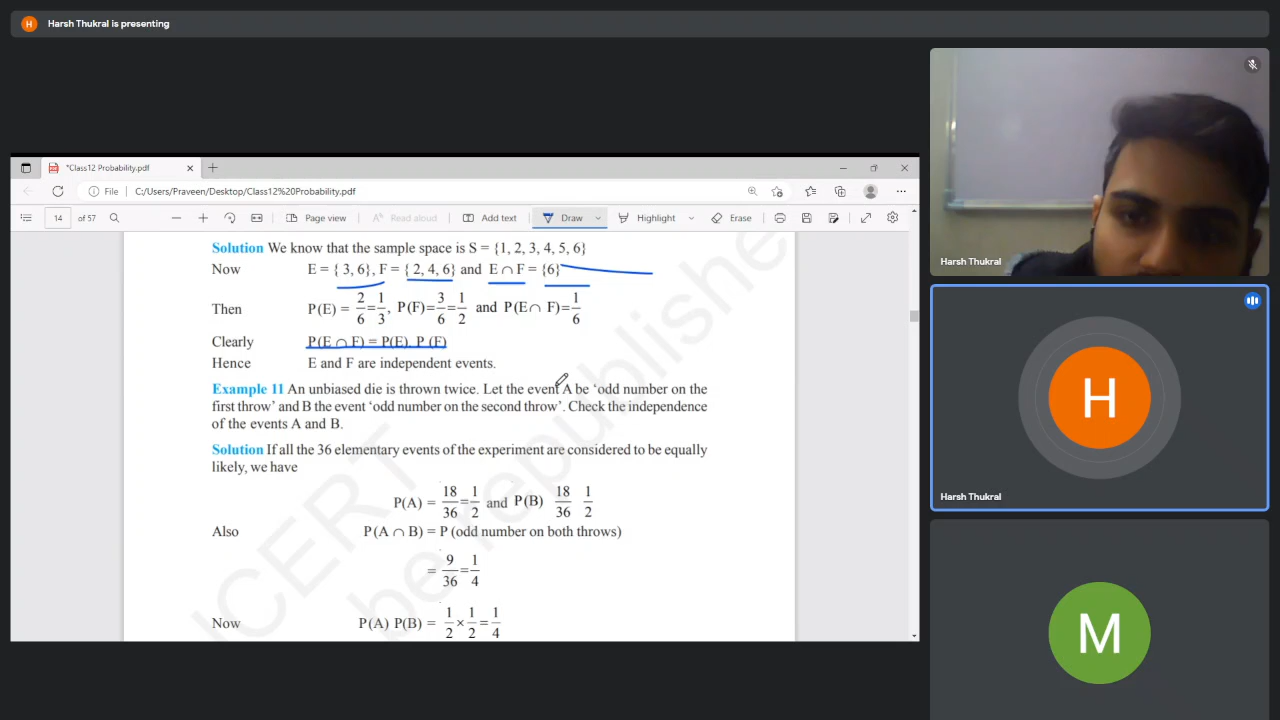 H Harsh Thukral is presenting
*Class12 Probability.pdf
File C:/Users/Praveen/Desktop/Class12%20Probability.pdf
14 of 57 Page view Read aloud Add text Draw Highlight Erase
Solution We know that the sample space is S = {1, 2, 3, 4, 5, 6}
Now E = { 3, 6}, F = { 2, 4, 6} and E ∩ F = {6}
Then P(E) = 2/6 = 1/3, P(F) = 3/6 = 1/2 and P(E ∩ F) = 1/6
Clearly P(E ∩ F) = P(E). P (F)
Hence E and F are independent events.
Example 11 An unbiased die is thrown twice. Let the event A be ‘odd number on the
first throw’ and B the event ‘odd number on the second throw’. Check the independence
of the events A and B.
Solution If all the 36 elementary events of the experiment are considered to be equally
likely, we have
P(A) = 18/36 = 1/2 and P(B) 18/36 1/2
Also P(A ∩ B) = P (odd number on both throws)
= 9/36 = 1/4
Now P(A) P(B) = 1/2 × 1/2 = 1/4
NCERT
be republished
Harsh Thukral
H
Harsh Thukral
M